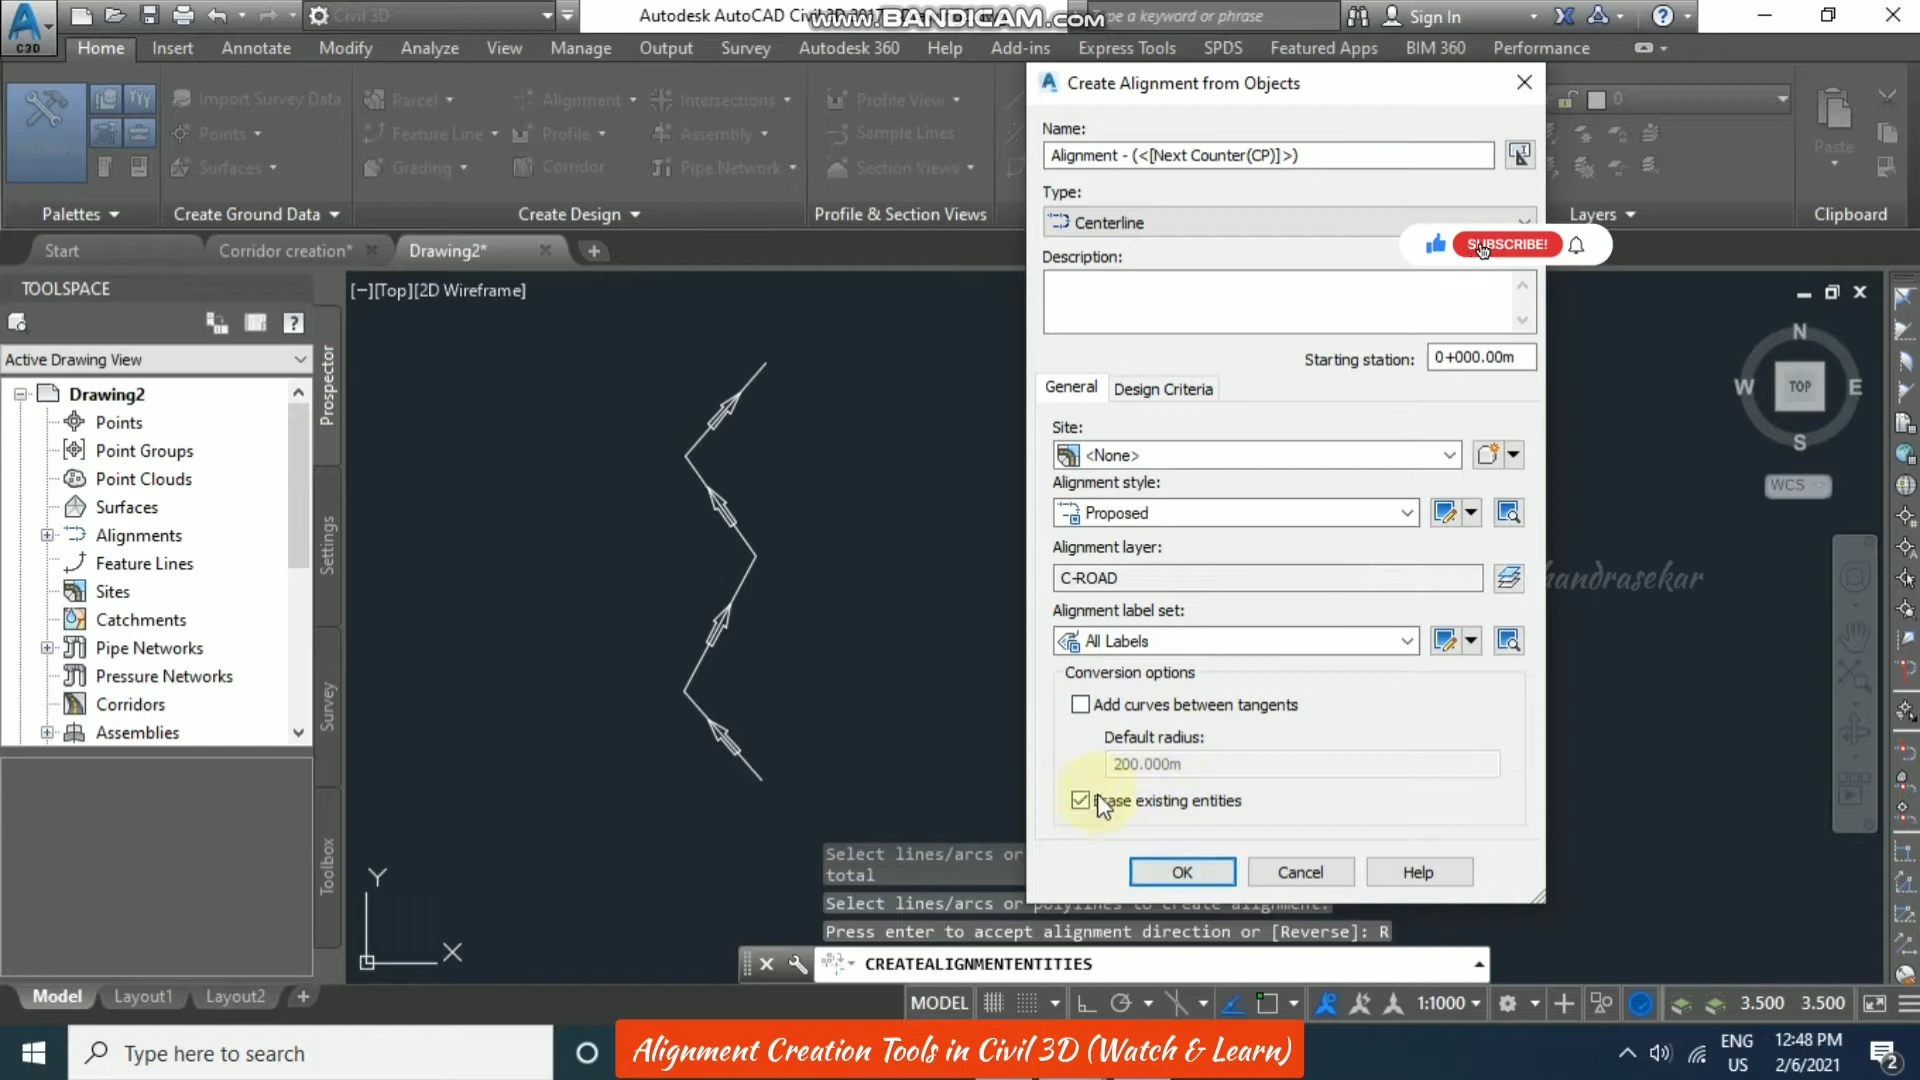 Civil 3D
Autodesk AutoCAD Civil 3D 2017
www.BANDICAM.com
Type a keyword or phrase
Sign In
C3D
Home Insert Annotate Modify Analyze View Manage Output Survey Autodesk 360 Help Add-ins Express Tools SPDS Featured Apps BIM 360 Performance
Import Survey Data
Points
Surfaces
Parcel
Feature Line
Grading
Alignment
Profile
Corridor
Intersections
Assembly
Pipe Network
Profile View
Sample Lines
Section Views
0
Paste
Palettes
Create Ground Data
Create Design
Profile & Section Views
Layers
Clipboard
Start
Corridor creation*
Drawing2*
TOOLSPACE
Active Drawing View
Drawing2
Points
Point Groups
Point Clouds
Surfaces
Alignments
Feature Lines
Sites
Catchments
Pipe Networks
Pressure Networks
Corridors
Assemblies
Prospector
Settings
Survey
Toolbox
[−][Top][2D Wireframe]
Create Alignment from Objects
Name:
Alignment - (<[Next Counter(CP)]>)
Type:
Centerline
SUBSCRIBE!
Description:
Starting station: 0+000.00m
General Design Criteria
Site:
<None>
Alignment style:
Proposed
Alignment layer:
C-ROAD
Alignment label set:
All Labels
Conversion options
Add curves between tangents
Default radius:
200.000m
existing entities
OK Cancel Help
N
W TOP E
S
WCS
handrasekar
Y
X
Select lines/arcs or
total
Select lines/arcs or polylines to create alignment:
Press enter to accept alignment direction or [Reverse]: R
CREATEALIGNMENTENTITIES
Model Layout1 Layout2
MODEL 1:1000 3.500 3.500
Type here to search
Alignment Creation Tools in Civil 3D (Watch & Learn)
ENG
US
12:48 PM
2/6/2021
2